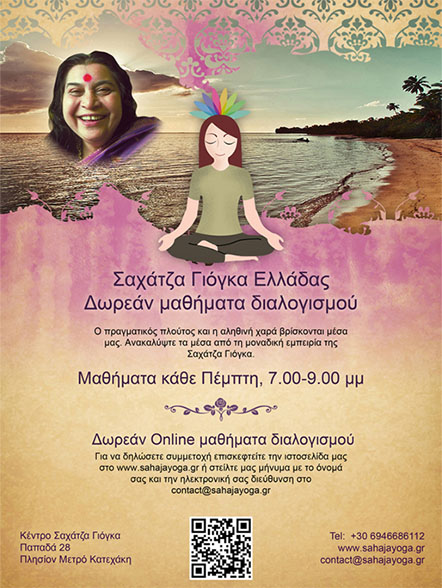 Σαχάτζα Γιόγκα Ελλάδας
Δωρεάν μαθήματα διαλογισμού
Ο πραγματικός πλούτος και η αληθινή χαρά βρίσκονται μέσα
μας. Ανακαλύψτε τα μέσα από τη μοναδική εμπειρία της
Σαχάτζα Γιόγκα.
Μαθήματα κάθε Πέμπτη, 7.00-9.00 μμ
Δωρεάν Online μαθήματα διαλογισμού
Για να δηλώσετε συμμετοχή επισκεφτείτε την ιστοσελίδα μας
στο www.sahajayoga.gr ή στείλτε μας μήνυμα με το όνομά
σας και την ηλεκτρονική σας διεύθυνση στο
contact@sahajayoga.gr
Κέντρο Σαχάτζα Γιόγκα
Παπαδά 28
Πλησίον Μετρό Κατεχάκη
Tel: +30 6946686112
www.sahajayoga.gr
contact@sahajayoga.gr